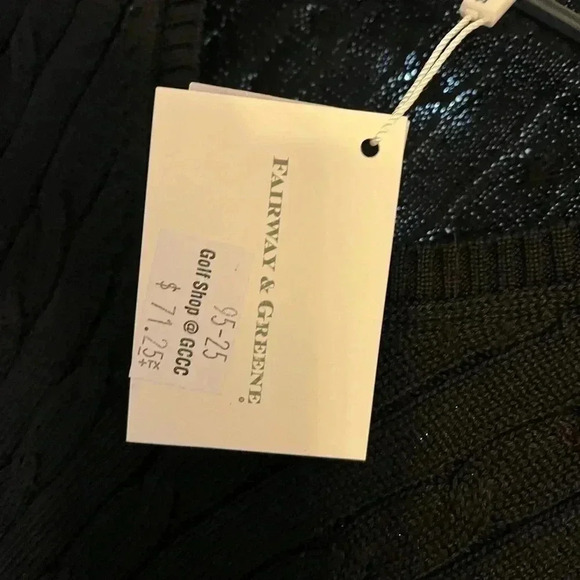 FAIRWAY & GREENE®
95-25
Golf Shop @ GCCC
$ 71.25